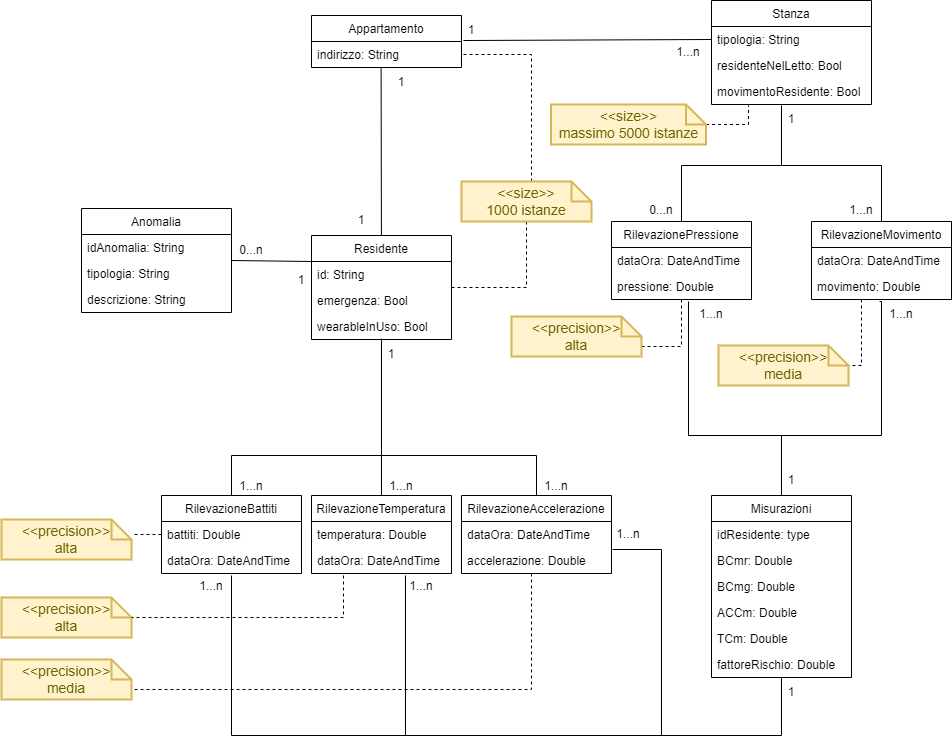 Appartamento
indirizzo: String
1
1
1...n
Stanza
tipologia: String
residenteNelLetto: Bool
movimentoResidente: Bool
1
<<size>>
massimo 5000 istanze
<<size>>
1000 istanze
Anomalia
idAnomalia: String
tipologia: String
descrizione: String
0...n
1
1
Residente
id: String
emergenza: Bool
wearableInUso: Bool
1
0...n
RilevazionePressione
dataOra: DateAndTime
pressione: Double
1...n
1...n
RilevazioneMovimento
dataOra: DateAndTime
movimento: Double
1...n
<<precision>>
alta
<<precision>>
media
1...n
RilevazioneBattiti
battiti: Double
dataOra: DateAndTime
1...n
1...n
RilevazioneTemperatura
temperatura: Double
dataOra: DateAndTime
1...n
1...n
RilevazioneAccelerazione
dataOra: DateAndTime
accelerazione: Double
1...n
1
Misurazioni
idResidente: type
BCmr: Double
BCmg: Double
ACCm: Double
TCm: Double
fattoreRischio: Double
1
<<precision>>
alta
<<precision>>
alta
<<precision>>
media